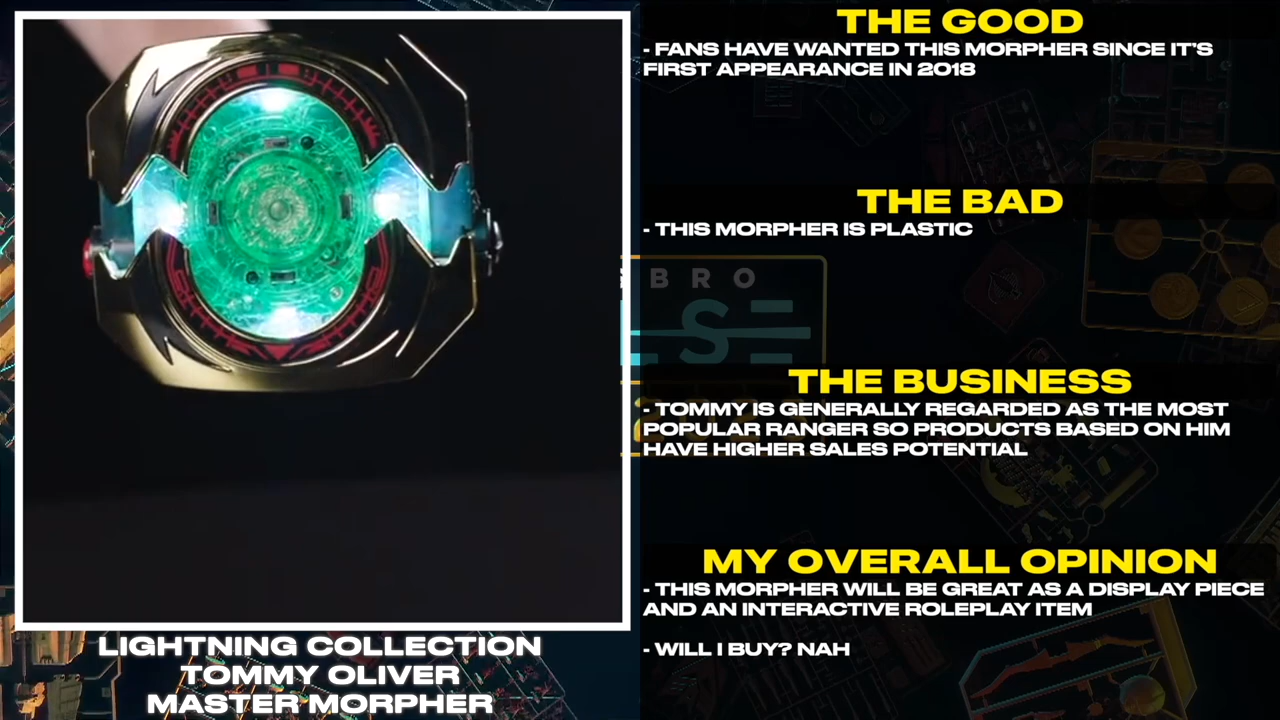 LIGHTNING COLLECTION
TOMMY OLIVER
MASTER MORPHER
THE GOOD
- FANS HAVE WANTED THIS MORPHER SINCE IT'S
FIRST APPEARANCE IN 2018
THE BAD
- THIS MORPHER IS PLASTIC
BRO
THE BUSINESS
- TOMMY IS GENERALLY REGARDED AS THE MOST
POPULAR RANGER SO PRODUCTS BASED ON HIM
HAVE HIGHER SALES POTENTIAL
MY OVERALL OPINION
- THIS MORPHER WILL BE GREAT AS A DISPLAY PIECE
AND AN INTERACTIVE ROLEPLAY ITEM
- WILL I BUY? NAH